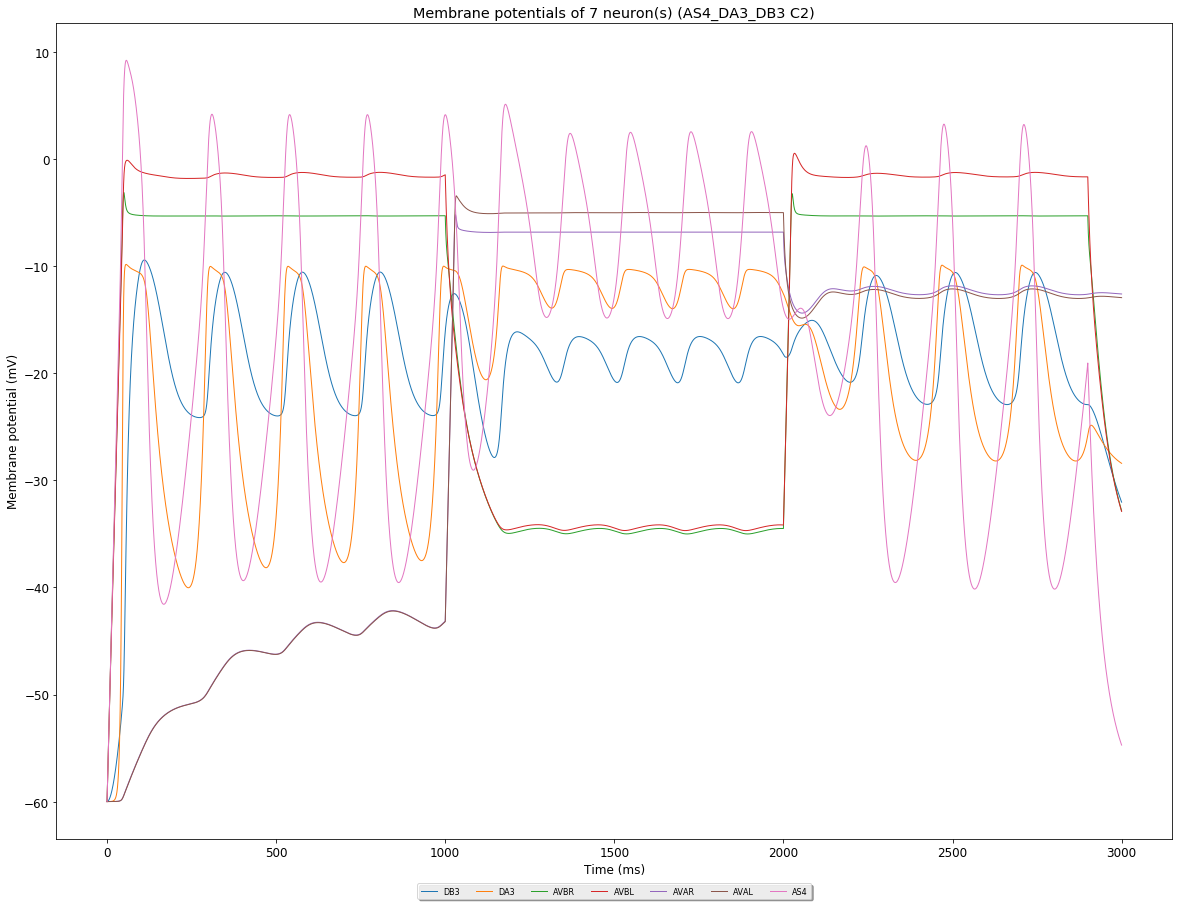 Membrane potentials of 7 neuron(s) (AS4_DA3_DB3 C2)
10
0
−10
−20
−30
−40
−50
−60
Membrane potential (mV)
0 500 1000 1500 2000 2500 3000
Time (ms)
DB3 DA3 AVBR AVBL AVAR AVAL AS4